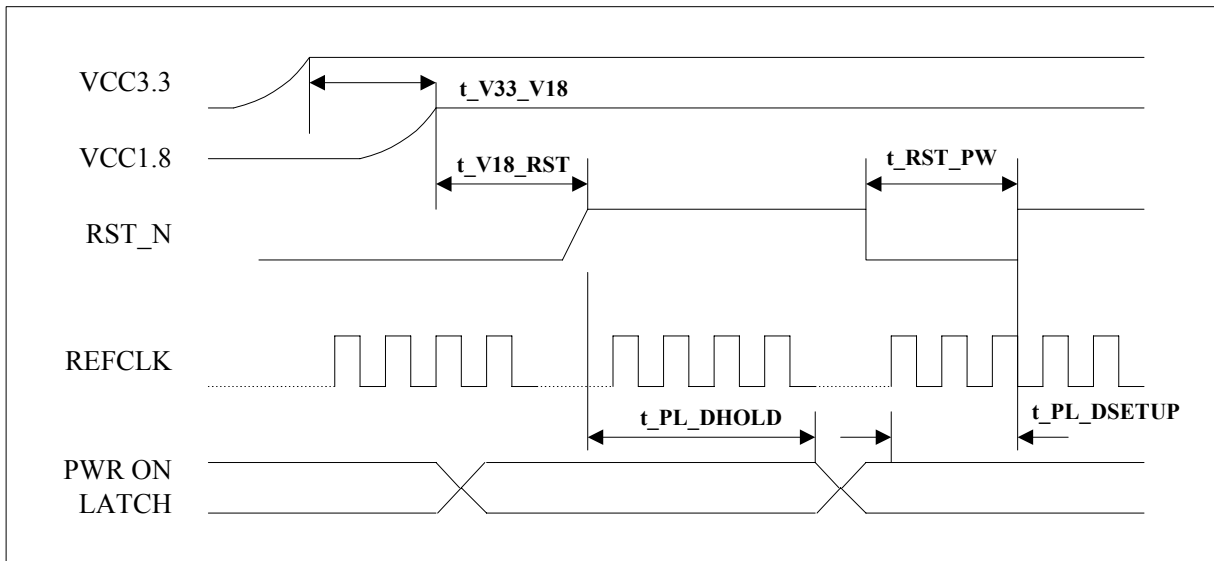 VCC3.3
t_V33_V18
VCC1.8
t_V18_RST
t_RST_PW
RST_N
REFCLK
t_PL_DHOLD
t_PL_DSETUP
PWR ON
LATCH